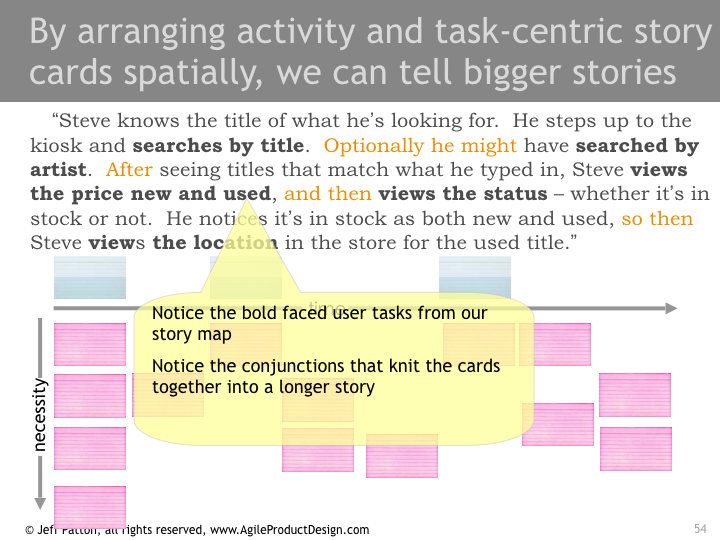 By arranging activity and task-centric story
cards spatially, we can tell bigger stories
“Steve knows the title of what he’s looking for.  He steps up to the
kiosk and searches by title.  Optionally he might have searched by
artist.  After seeing titles that match what he typed in, Steve views
the price new and used, and then views the status – whether it’s in
stock or not.  He notices it’s in stock as both new and used, so then
Steve views the location in the store for the used title.”
time
Notice the bold faced user tasks from our
story map
Notice the conjunctions that knit the cards
together into a longer story
necessity
© Jeff Patton, all rights reserved, www.AgileProductDesign.com
54